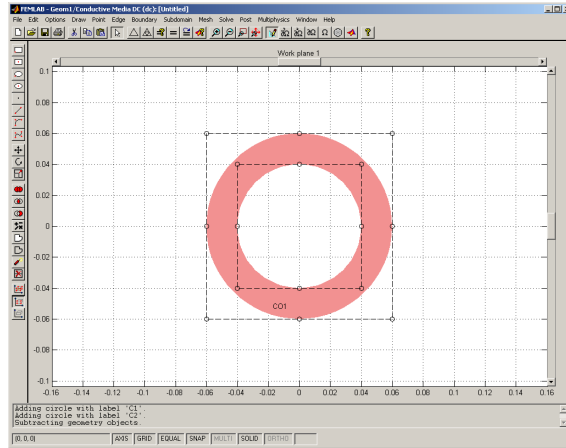 FEMLAB - Geom1/Conductive Media DC (dc): [Untitled]
File Edit Options Draw Point Edge Boundary Subdomain Mesh Solve Post Multiphysics Window Help
Work plane 1
0.1
0.08
0.06
0.04
0.02
0
-0.02
-0.04
-0.06
-0.08
-0.1
CO1
-0.16 -0.14 -0.12 -0.1 -0.08 -0.06 -0.04 -0.02 0 0.02 0.04 0.06 0.08 0.1 0.12 0.14 0.16
Adding circle with label 'C1'.
Adding circle with label 'C2'.
Subtracting geometry objects.
(0, 0, 0) AXIS GRID EQUAL SNAP MULTI SOLID ORTHO